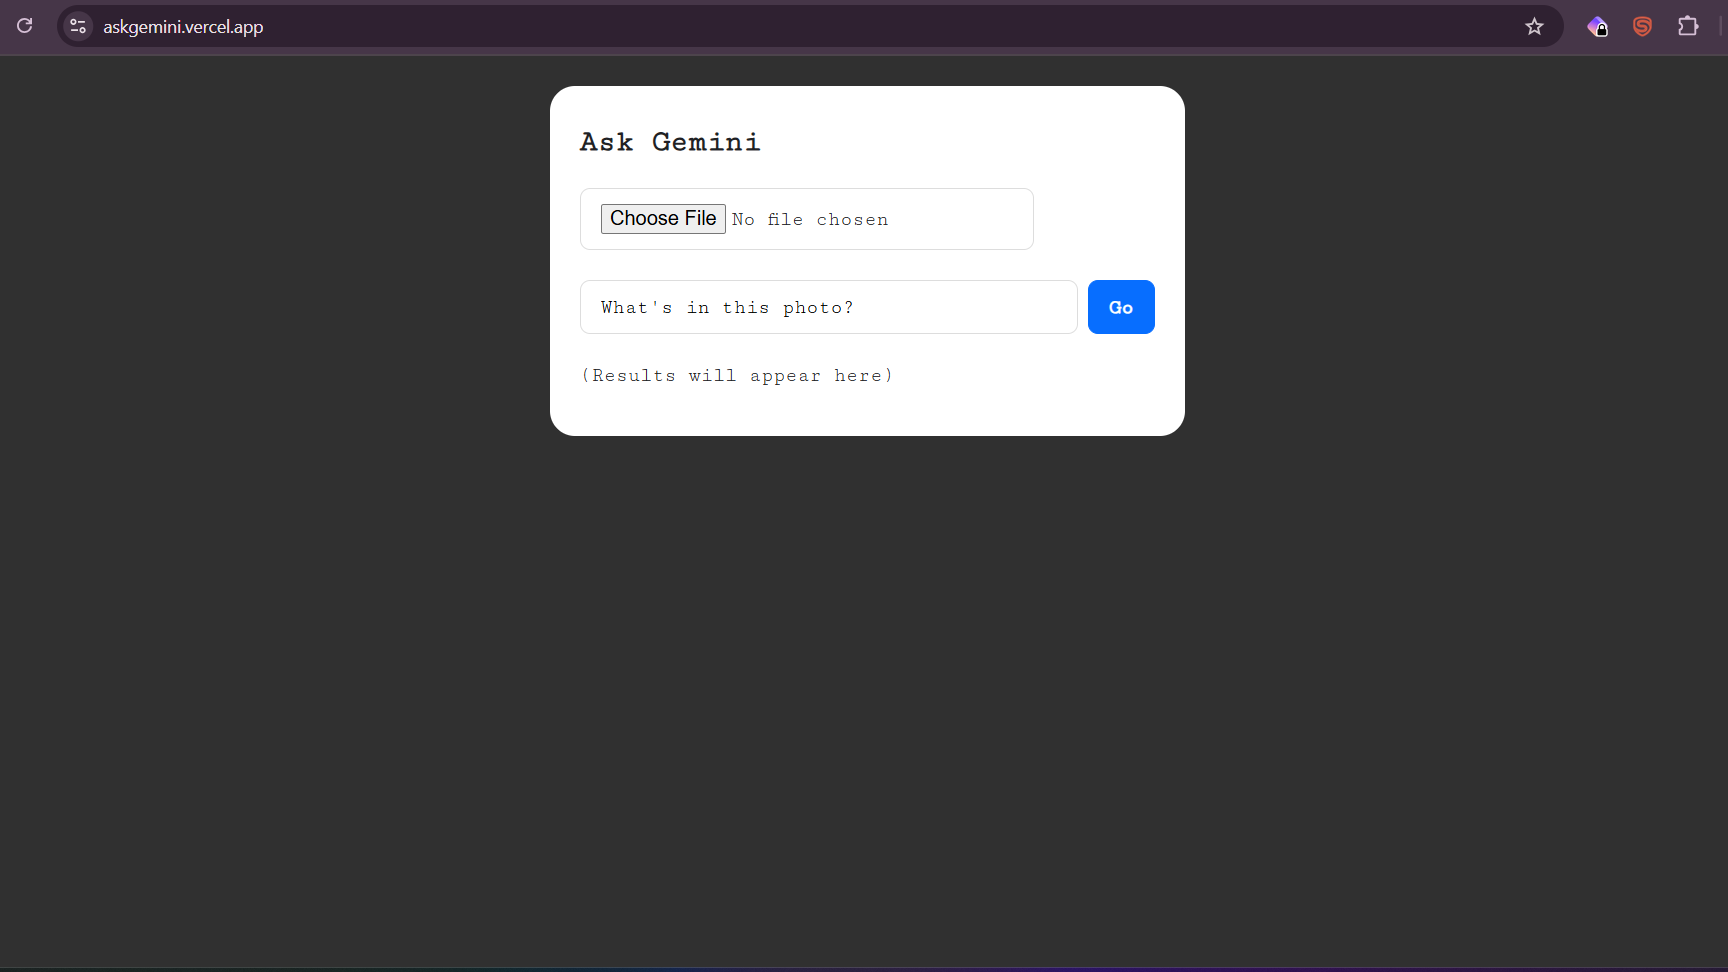 askgemini.vercel.app
Ask Gemini
Choose File No file chosen
What's in this photo? Go
(Results will appear here)